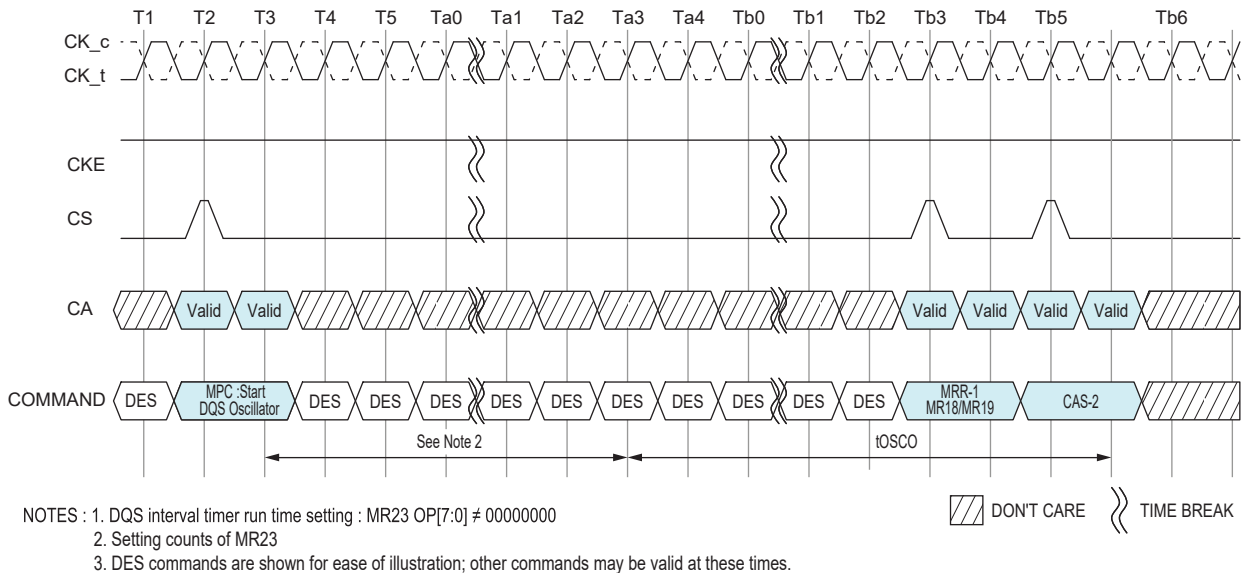 T1 T2 T3 T4 T5 Ta0 Ta1 Ta2 Ta3 Ta4 Tb0 Tb1 Tb2 Tb3 Tb4 Tb5 Tb6
CK_c
CK_t
CKE
CS
CA Valid Valid Valid Valid Valid Valid
COMMAND DES MPC :Start DES DES DES DES DES DES DES DES DES DES MRR-1 CAS-2
DQS Oscillator MR18/MR19
See Note 2 tOSCO
NOTES : 1. DQS interval timer run time setting : MR23 OP[7:0] ≠ 00000000
2. Setting counts of MR23
3. DES commands are shown for ease of illustration; other commands may be valid at these times.
DON'T CARE TIME BREAK